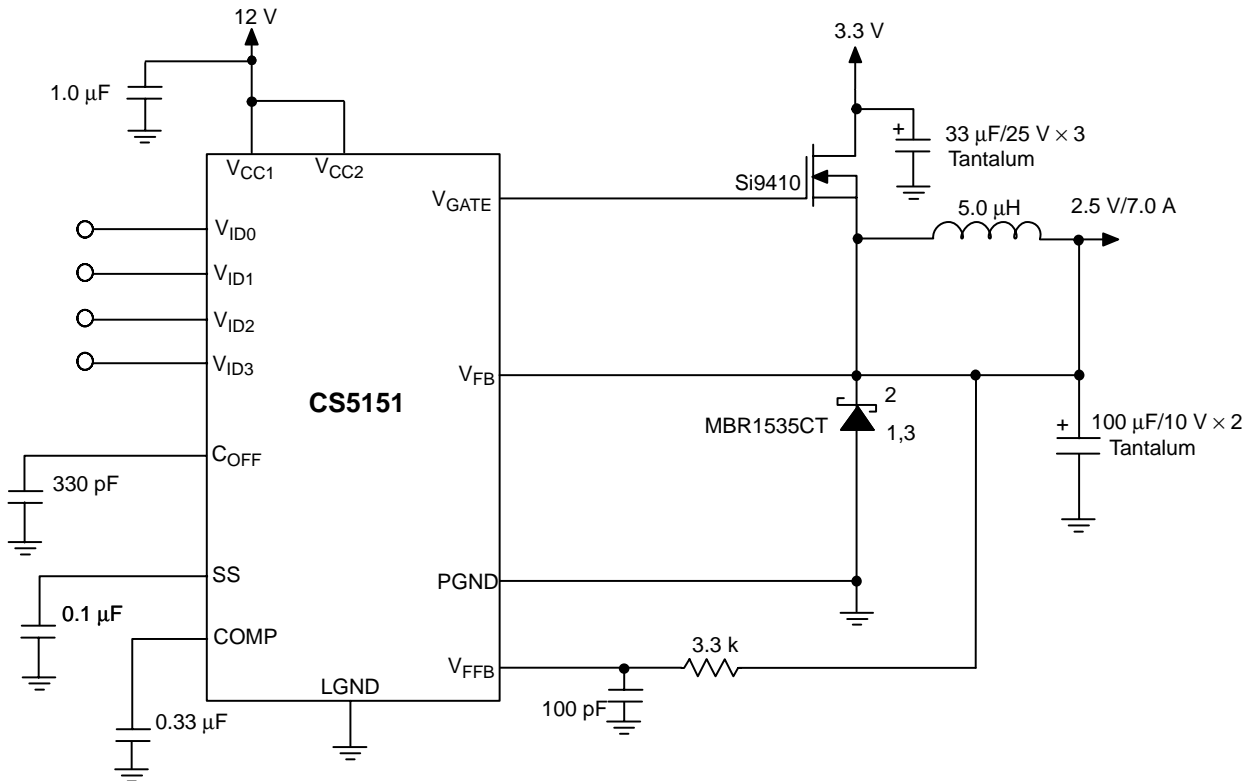 12 V
1.0 μF
V_CC1
V_CC2
3.3 V
33 μF/25 V × 3
Tantalum
Si9410
V_GATE
5.0 μH
2.5 V/7.0 A
V_ID0
V_ID1
V_ID2
V_ID3
V_FB
CS5151
MBR1535CT
2
1,3
100 μF/10 V × 2
Tantalum
C_OFF
330 pF
SS
PGND
0.1 μF
COMP
3.3 k
V_FFB
LGND
0.33 μF
100 pF